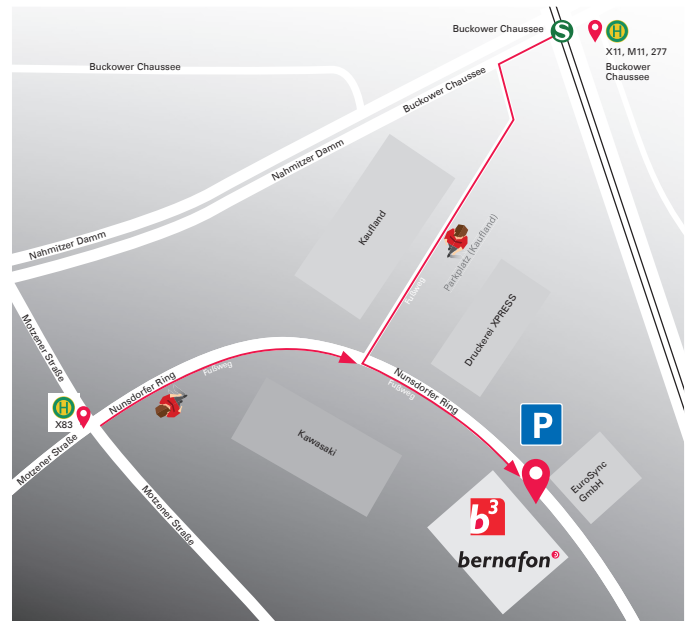 Buckower Chaussee
S
H
X11, M11, 277
Buckower
Chaussee
Buckower Chaussee
Buckower Chaussee
Nahmitzer Damm
Nahmitzer Damm
Kaufland
Parkplatz (Kaufland)
Fußweg
Druckerei XPRESS
Motzener Straße
Nunsdorfer Ring
Fußweg
Nunsdorfer Ring
Fußweg
H
X83
Motzener Straße
Motzener Straße
Kawasaki
P
EuroSync
GmbH
b3
bernafon e